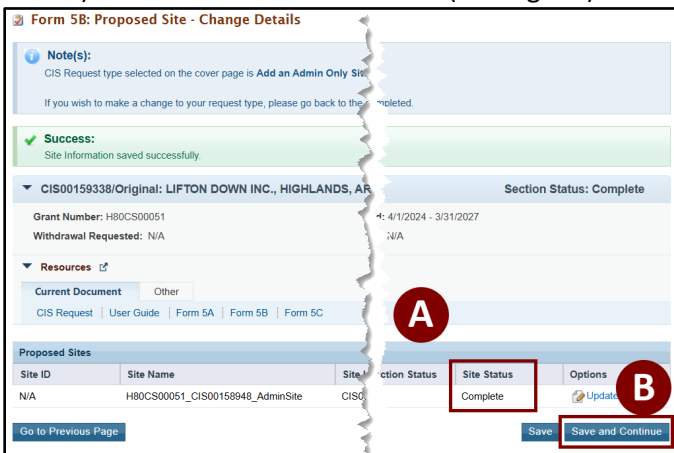 Form 5B: Proposed Site - Change Details
Note(s):
CIS Request type selected on the cover page is Add an Admin Only
If you wish to make a change to your request type, please go back to the
Success:
Site Information saved successfully.
CIS00159338/Original: LIFTON DOWN INC., HIGHLANDS, AR Section Status: Complete
Grant Number: H80CS00051 4/1/2024 - 3/31/2027
Withdrawal Requested: N/A N/A
Resources
Current Document Other
CIS Request User Guide Form 5A Form 5B Form 5C
A
Proposed Sites
Site ID Site Name Site Status Site Status Options
N/A H80CS00051_CIS00158948_AdminSite Complete Update
B
Go to Previous Page Save Save and Continue